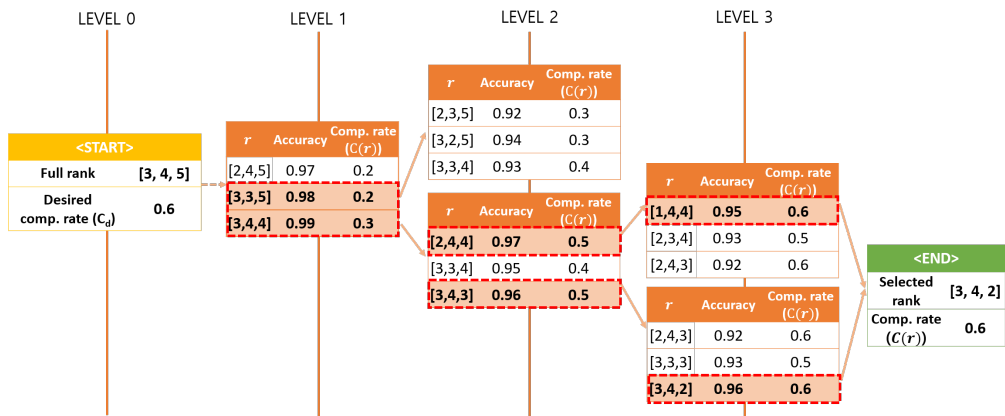 LEVEL 0
LEVEL 1
LEVEL 2
LEVEL 3
<START>
Full rank [3, 4, 5]
Desired comp. rate (C_d) 0.6
r Accuracy Comp. rate (C(r))
[2,4,5] 0.97 0.2
[3,3,5] 0.98 0.2
[3,4,4] 0.99 0.3
r Accuracy Comp. rate (C(r))
[2,3,5] 0.92 0.3
[3,2,5] 0.94 0.3
[3,3,4] 0.93 0.4
r Accuracy Comp. rate (C(r))
[2,4,4] 0.97 0.5
[3,3,4] 0.95 0.4
[3,4,3] 0.96 0.5
r Accuracy Comp. rate (C(r))
[1,4,4] 0.95 0.6
[2,3,4] 0.93 0.5
[2,4,3] 0.92 0.6
r Accuracy Comp. rate (C(r))
[2,4,3] 0.92 0.6
[3,3,3] 0.93 0.5
[3,4,2] 0.96 0.6
<END>
Selected rank [3, 4, 2]
Comp. rate (C(r)) 0.6